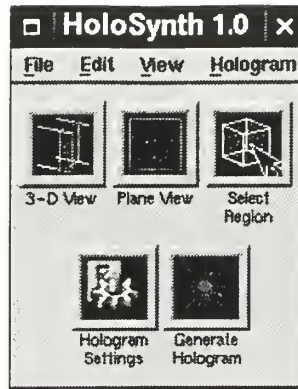 HoloSynth 1.0
File Edit View Hologram
3-D View Plane View Select Region
Hologram Settings Generate Hologram